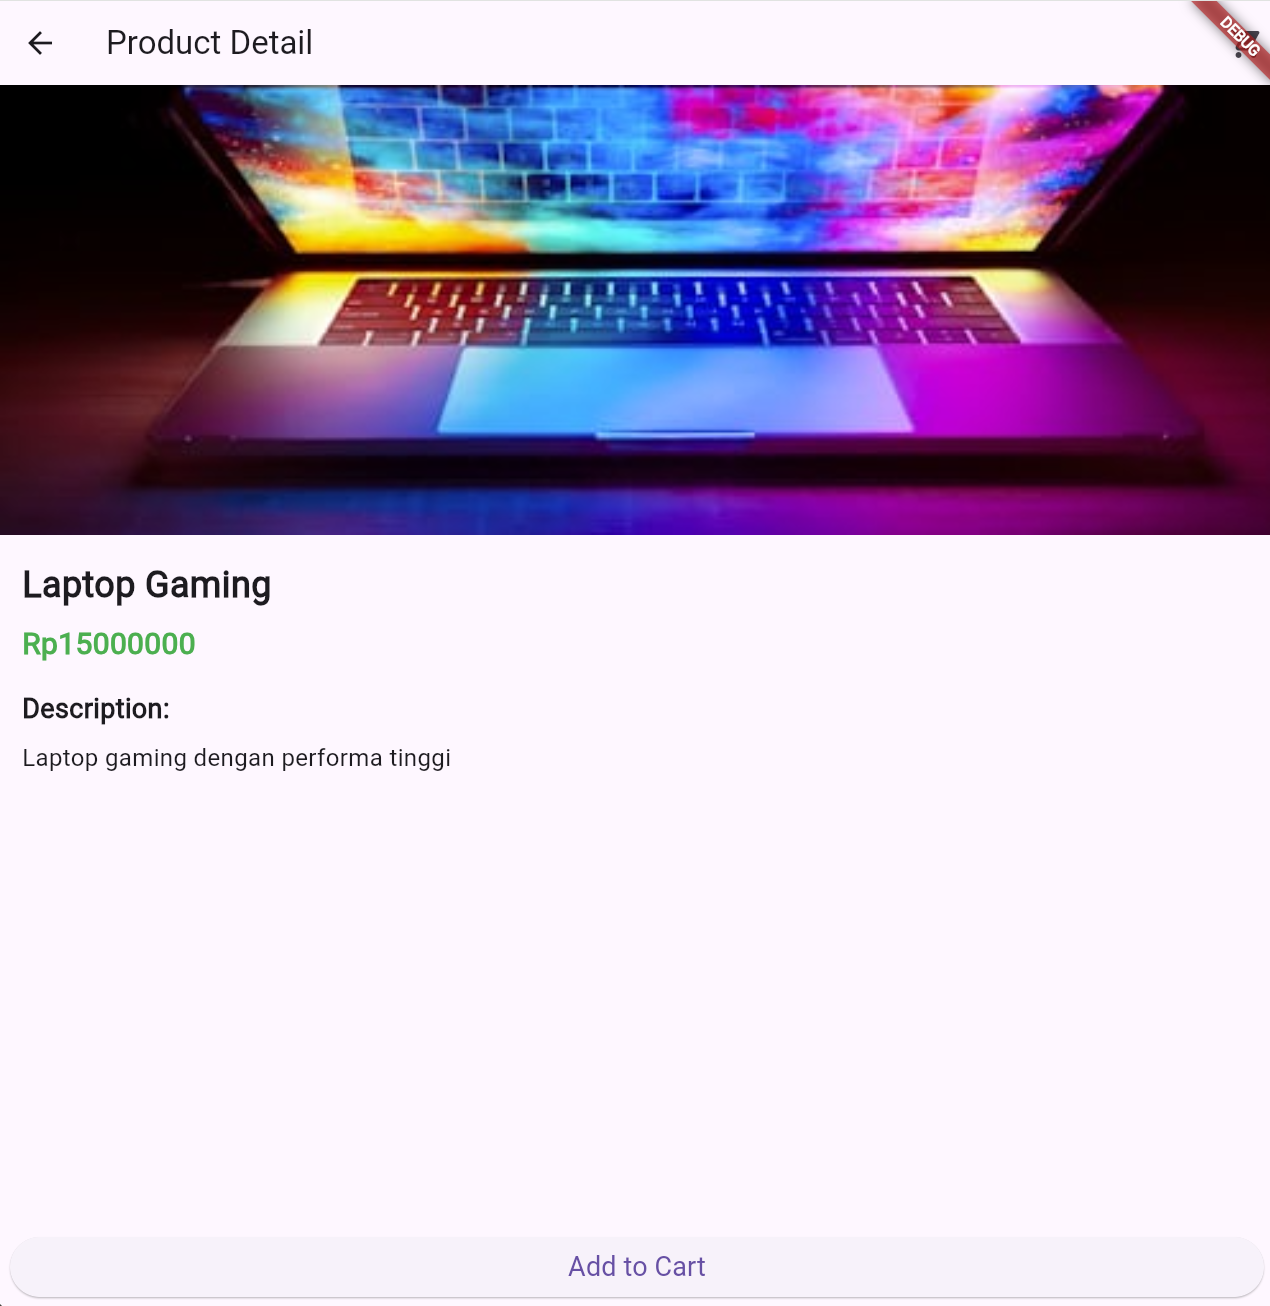 Product Detail
DEBUG
Laptop Gaming
Rp15000000
Description:
Laptop gaming dengan performa tinggi
Add to Cart